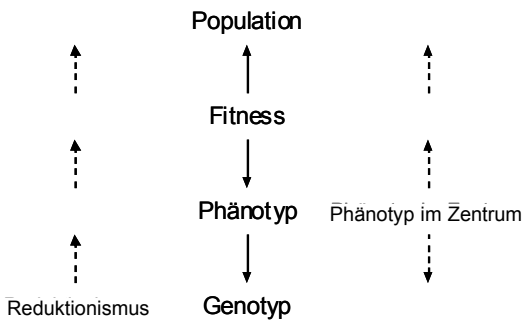 Population
Fitness
Phänotyp Phänotyp im Zentrum
Reduktionismus Genotyp